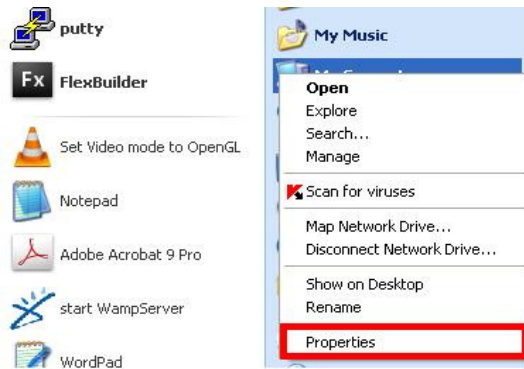 putty
Fx FlexBuilder
Set Video mode to OpenGL
Notepad
Adobe Acrobat 9 Pro
start WampServer
WordPad
My Music
Open
Explore
Search...
Manage
Scan for viruses
Map Network Drive...
Disconnect Network Drive...
Show on Desktop
Rename
Properties